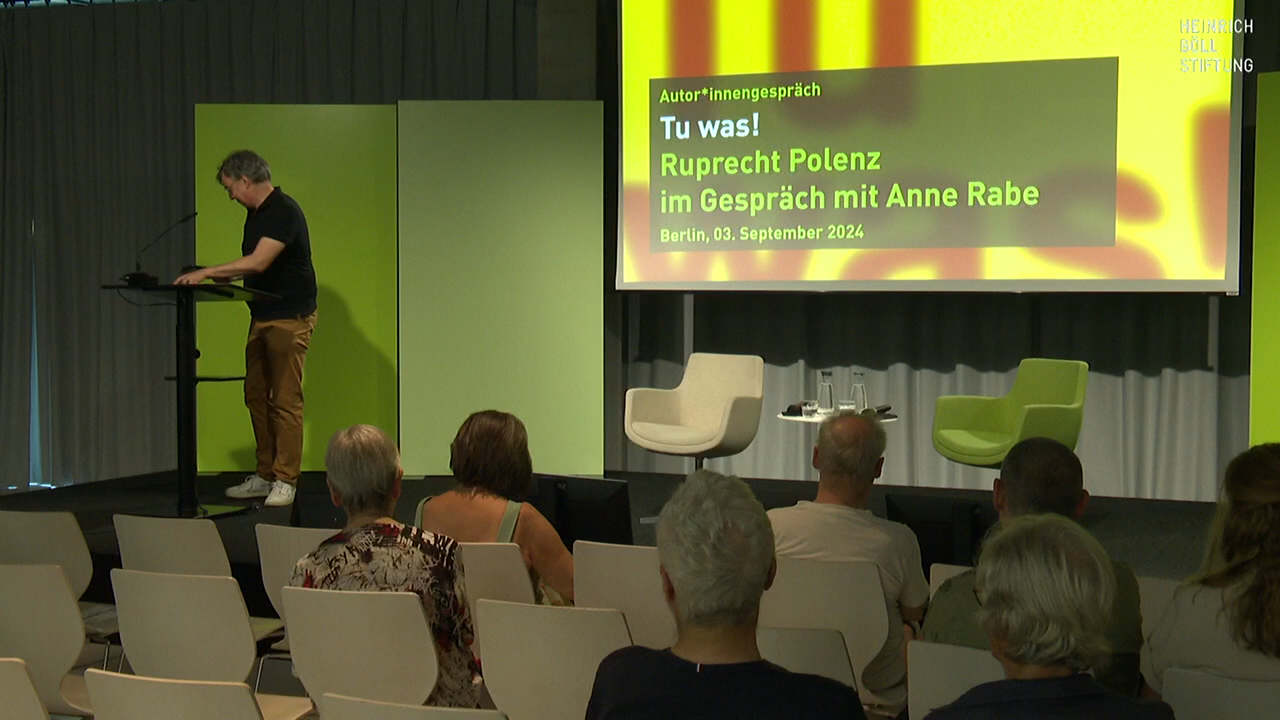 HEINRICH
BÖLL
STIFTUNG
Autor*innengespräch
Tu was!
Ruprecht Polenz
im Gespräch mit Anne Rabe
Berlin, 03. September 2024